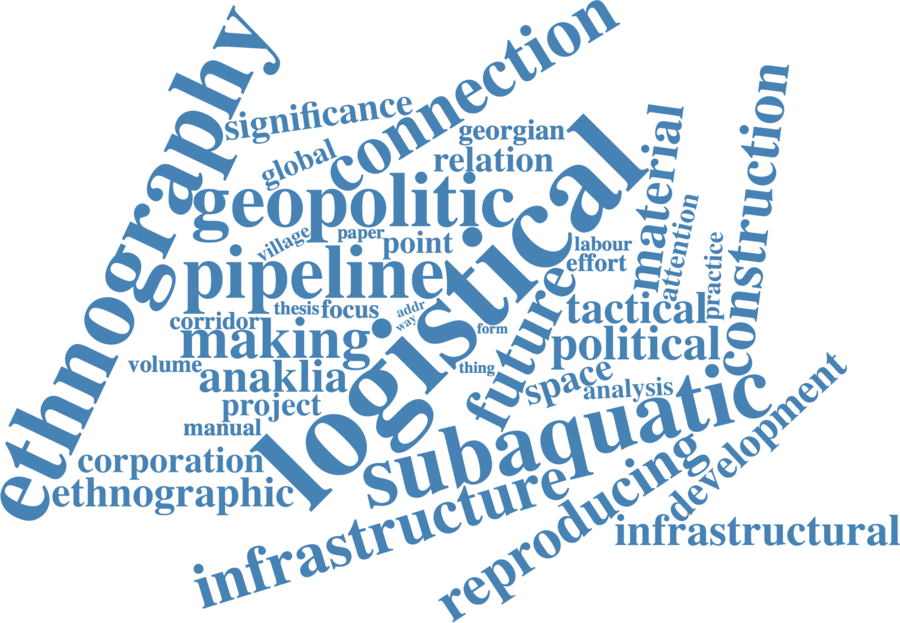 ethnography
connection
significance
georgian
global
relation
geopolitic
logistical
material
construction
village
paper
point
labour
effort
attention
practice
pipeline
thesis
focus
addr
way
form
thing
corridor
making
future
tactical
political
volume
anaklia
space
analysis
project
manual
subaquatic
development
corporation
ethnographic
infrastructure
reproducing
infrastructural